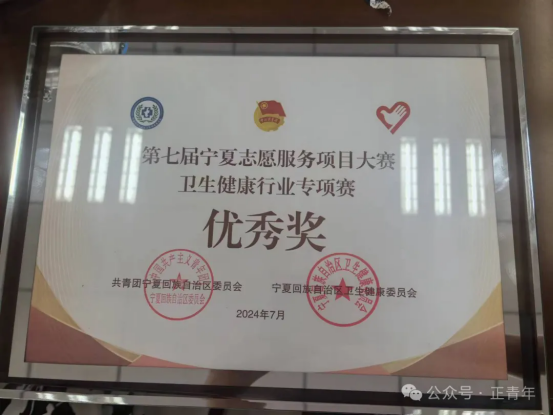 第七届宁夏志愿服务项目大赛
卫生健康行业专项赛
优秀奖
共青团宁夏回族自治区委员会
宁夏回族自治区卫生健康委员会
2024年7月
公众号·正青年